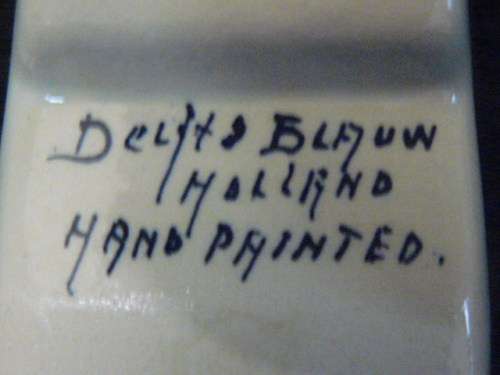 Delfts BLAUW
HOLLAND
HAND PAINTED.